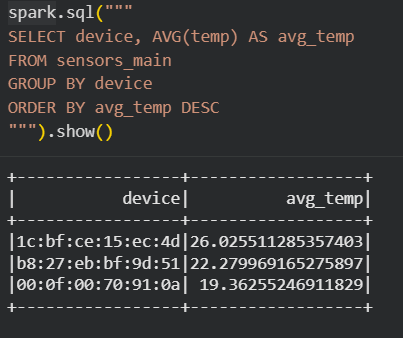 spark.sql("""
SELECT device, AVG(temp) AS avg_temp
FROM sensors_main
GROUP BY device
ORDER BY avg_temp DESC
""").show()
+-----------------+------------------+
|           device|          avg_temp|
+-----------------+------------------+
|1c:bf:ce:15:ec:4d|26.025511285357403|
|b8:27:eb:bf:9d:51|22.279969165275897|
|00:0f:00:70:91:0a| 19.36255246911829|
+-----------------+------------------+